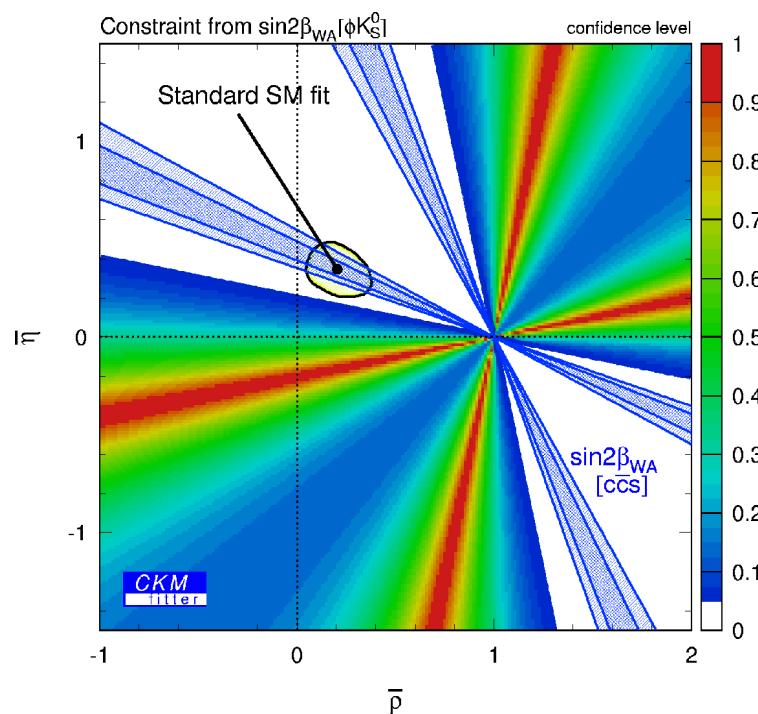 Constraint from sin2β_WA[ϕK_S^0]
confidence level
Standard SM fit
sin2β_WA
[cc̅s]
CKM
fitter
η̅
ρ̅
-1
0
1
2
1
0
-1
1
0.9
0.8
0.7
0.6
0.5
0.4
0.3
0.2
0.1
0